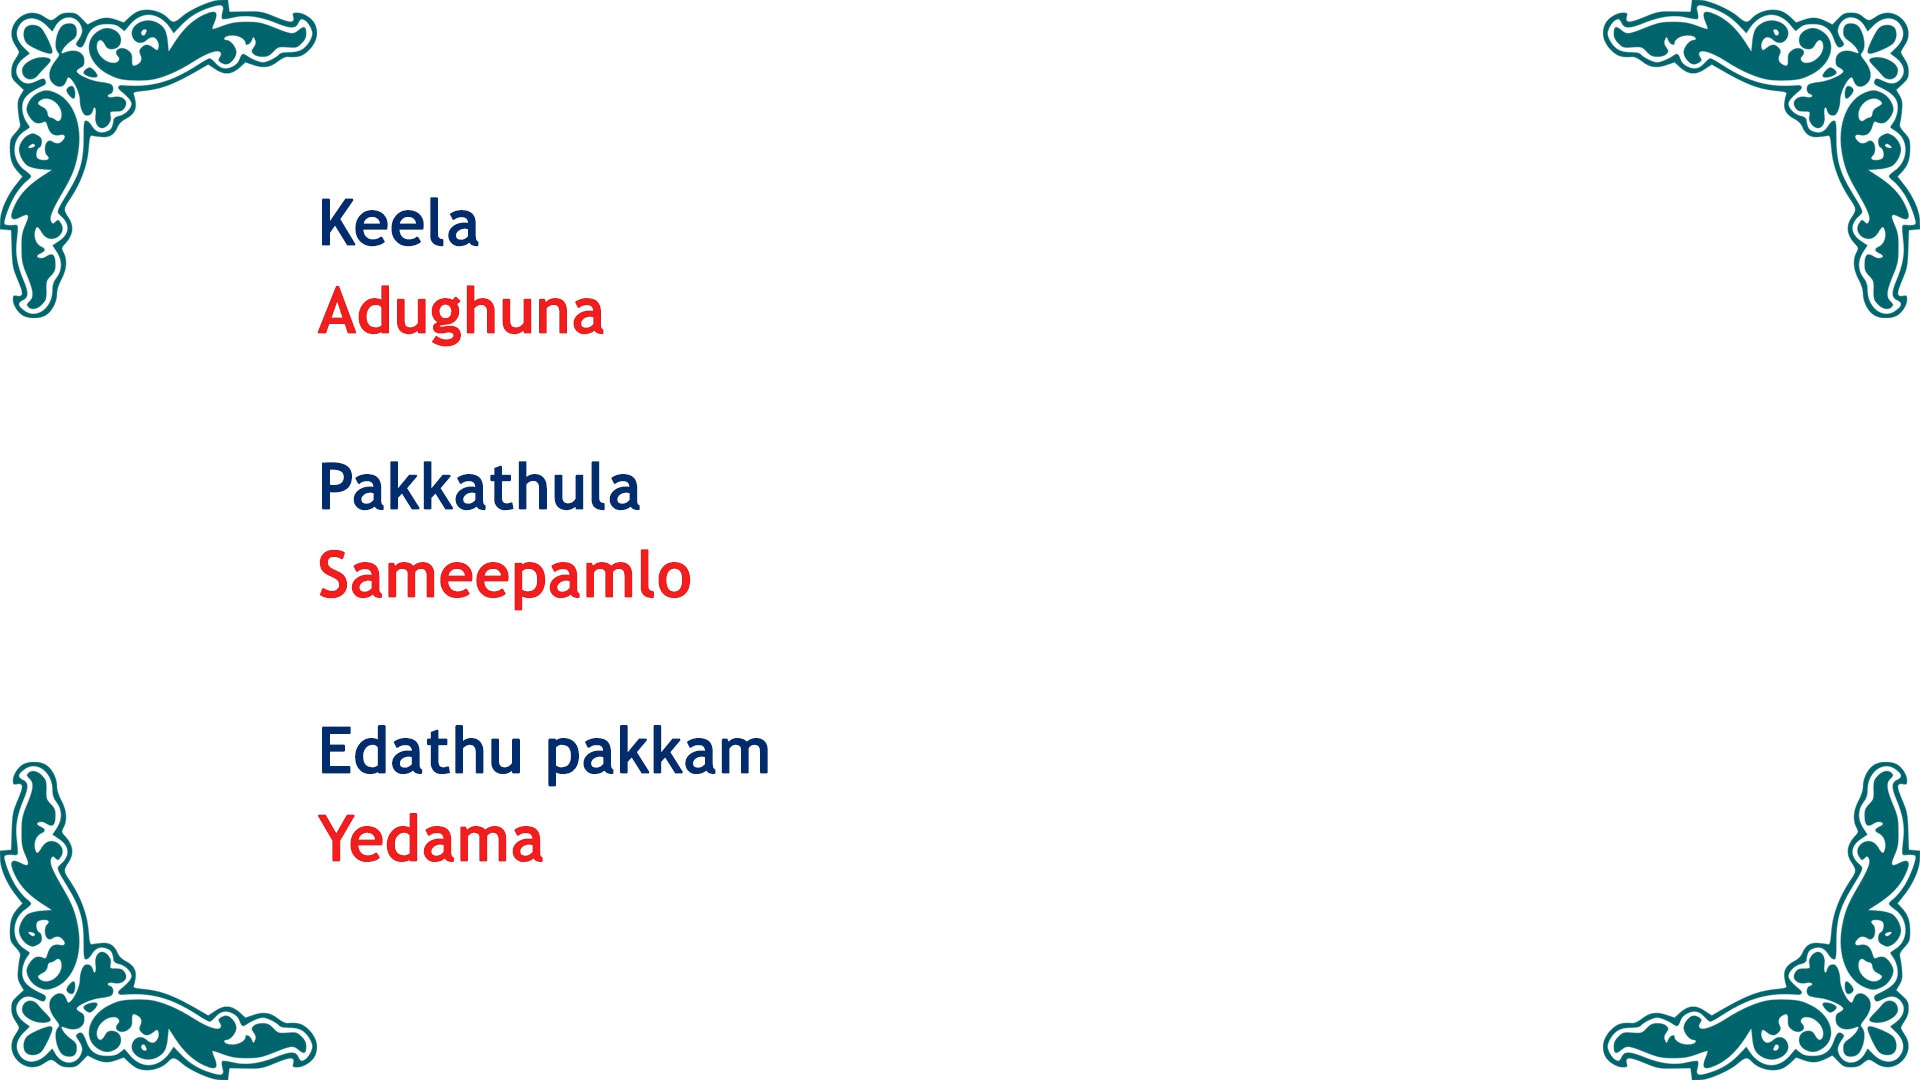 Keela
Adughuna
Pakkathula
Sameepamlo
Edathu pakkam
Yedama